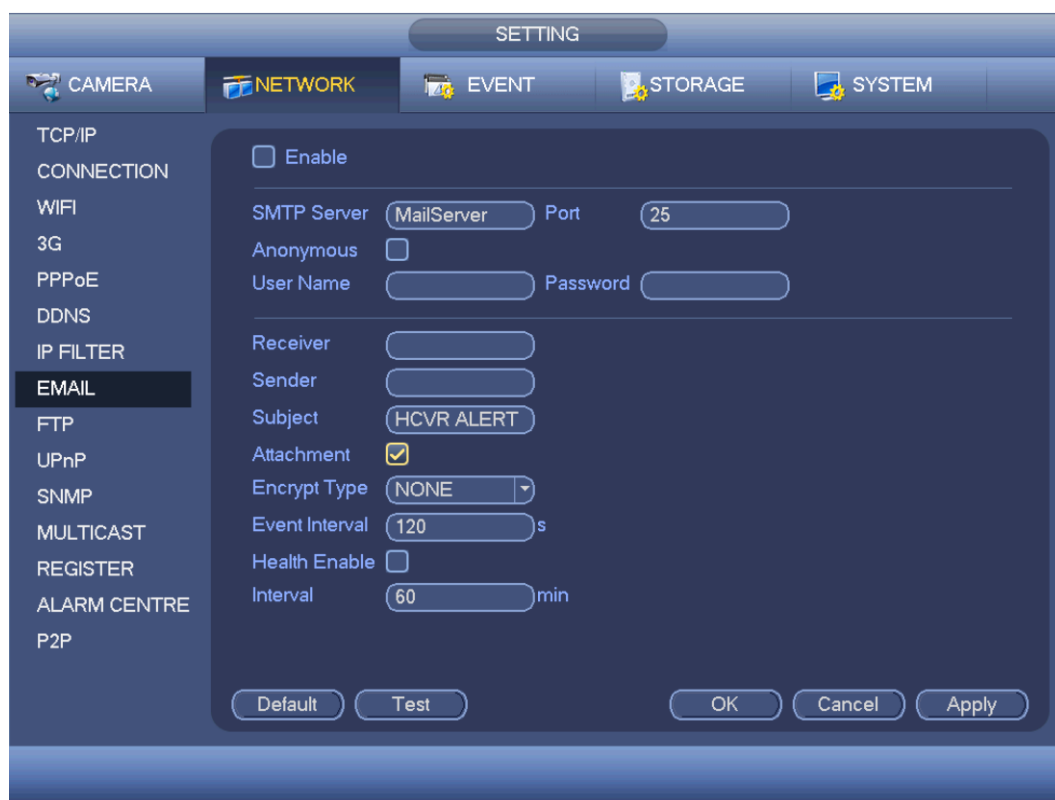 SETTING
CAMERA NETWORK EVENT STORAGE SYSTEM
TCP/IP
CONNECTION
WIFI
3G
PPPoE
DDNS
IP FILTER
EMAIL
FTP
UPnP
SNMP
MULTICAST
REGISTER
ALARM CENTRE
P2P
Enable
SMTP Server MailServer Port 25
Anonymous
User Name Password
Receiver
Sender
Subject HCVR ALERT
Attachment
Encrypt Type NONE
Event Interval 120 s
Health Enable
Interval 60 min
Default Test OK Cancel Apply